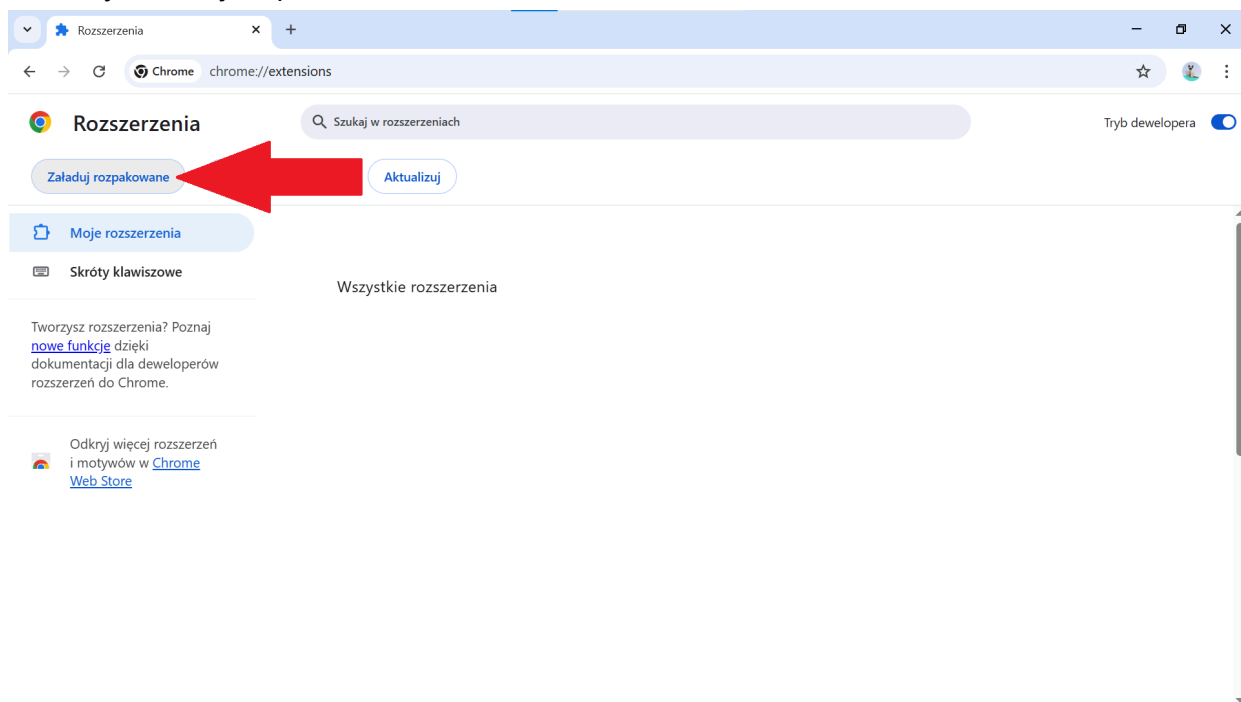 Rozszerzenia
Chrome chrome://extensions
Rozszerzenia
Szukaj w rozszerzeniach
Tryb dewelopera
Załaduj rozpakowane
Aktualizuj
Moje rozszerzenia
Skróty klawiszowe
Wszystkie rozszerzenia
Tworzysz rozszerzenia? Poznaj
nowe funkcje dzięki
dokumentacji dla deweloperów
rozszerzeń do Chrome.
Odkryj więcej rozszerzeń
i motywów w Chrome
Web Store